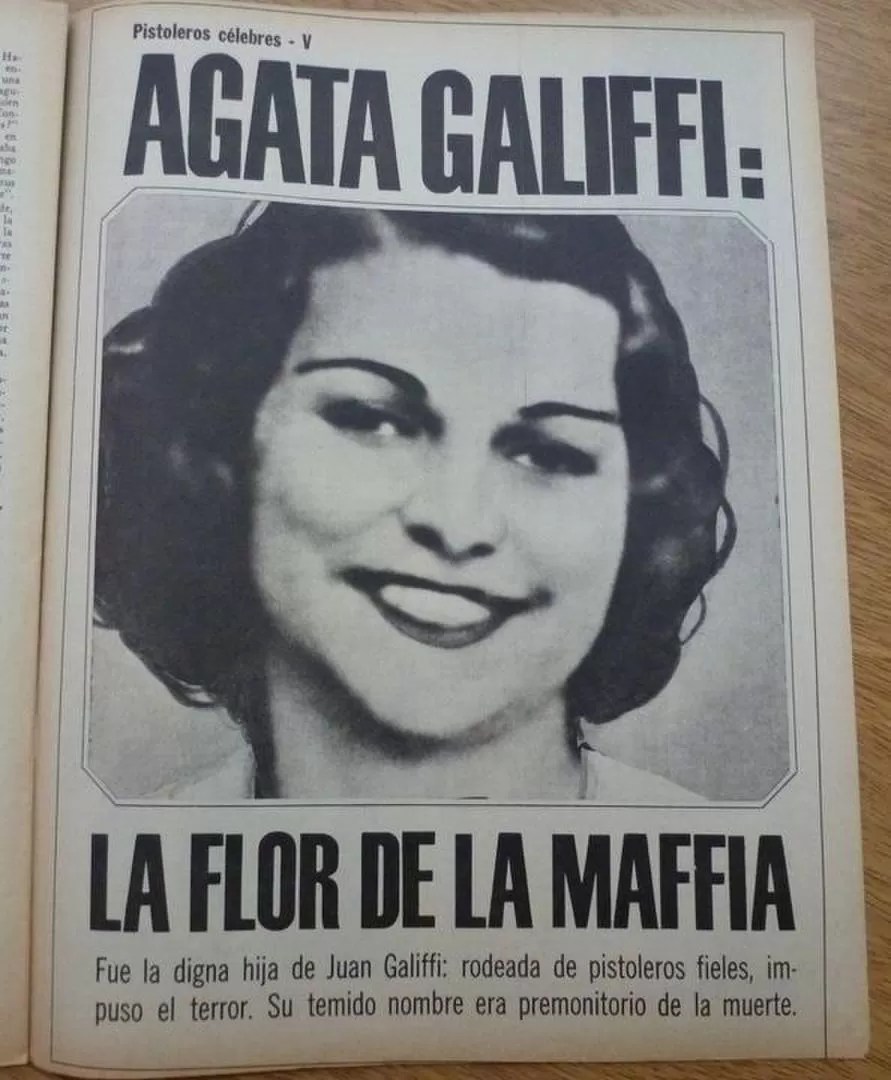 Pistoleros célebres - V
AGATA GALIFFI:
LA FLOR DE LA MAFFIA
Fue la digna hija de Juan Galiffi: rodeada de pistoleros fieles, im-
puso el terror. Su temido nombre era premonitorio de la muerte.